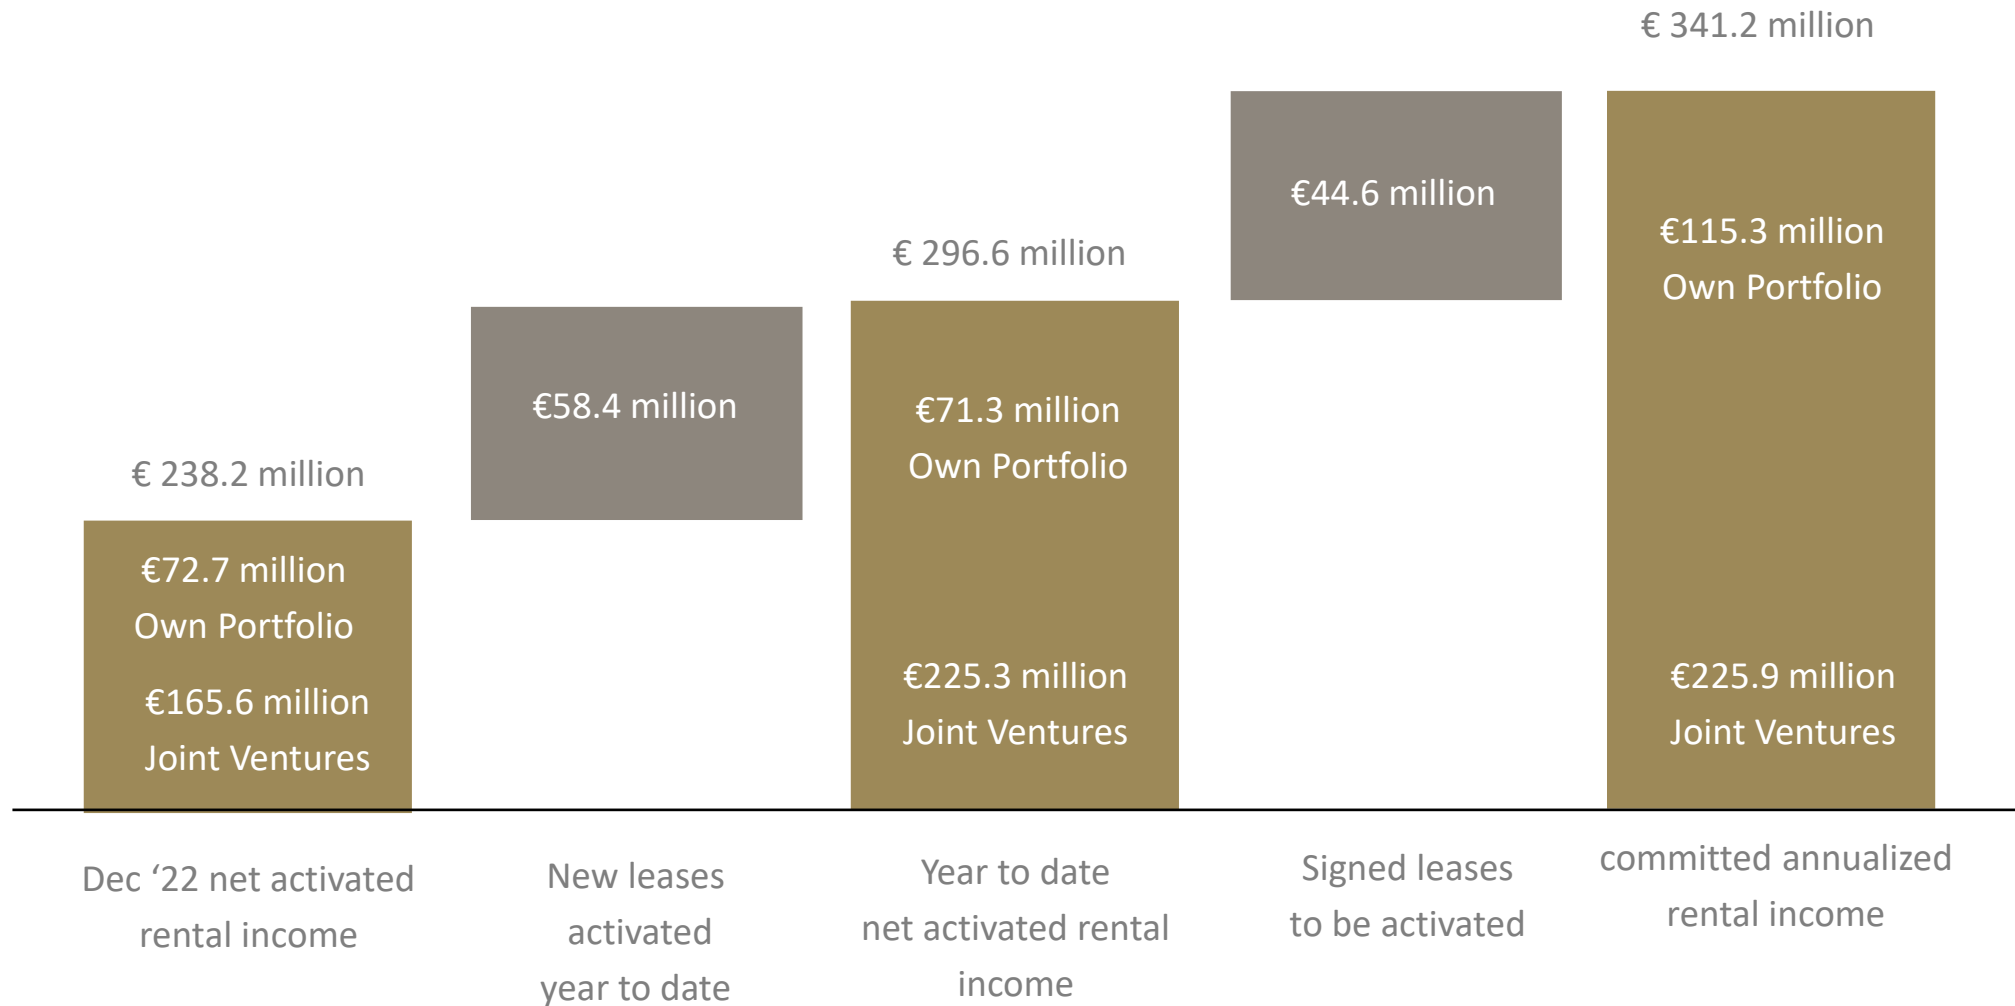 € 341.2 million
€44.6 million
€115.3 million
Own Portfolio
€ 296.6 million
€58.4 million
€71.3 million
Own Portfolio
€ 238.2 million
€72.7 million
Own Portfolio
€165.6 million
Joint Ventures
€225.3 million
Joint Ventures
€225.9 million
Joint Ventures
Dec ‘22 net activated
rental income
New leases
activated
year to date
Year to date
net activated rental
income
Signed leases
to be activated
committed annualized
rental income